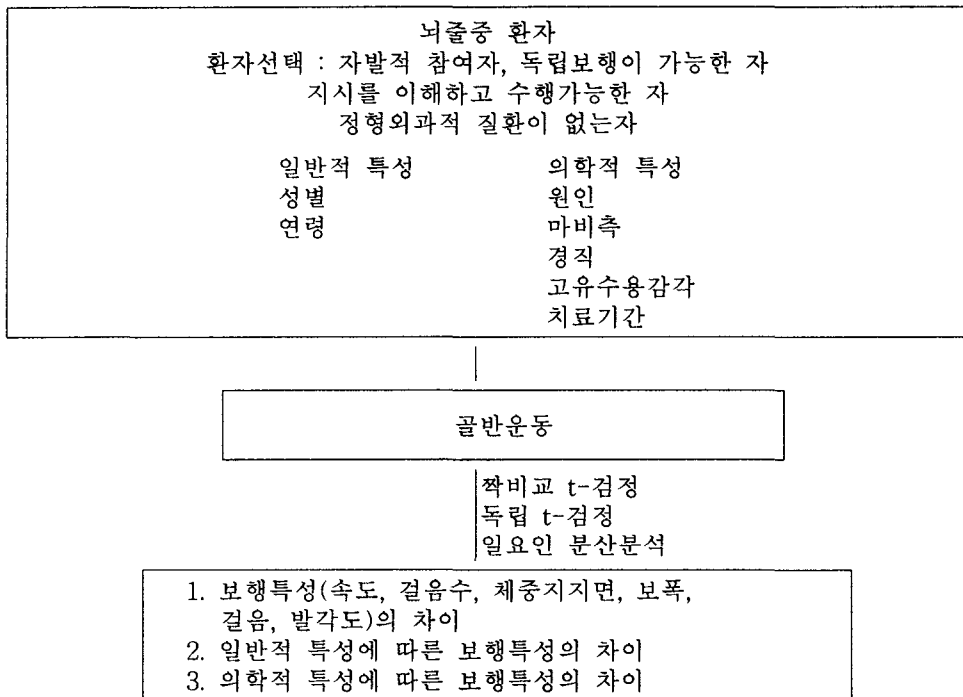 뇌줄중 환자
환자선택 : 자발적 참여자, 독립보행이 가능한 자
지시를 이해하고 수행가능한 자
정형외과적 질환이 없는자
일반적 특성 의학적 특성
성별 원인
연령 마비측
경직
고유수용감각
치료기간
골반운동
짝비교 t-검정
독립 t-검정
일요인 분산분석
1. 보행특성(속도, 걸음수, 체중지지면, 보폭,
걸음, 발각도)의 차이
2. 일반적 특성에 따른 보행특성의 차이
3. 의학적 특성에 따른 보행특성의 차이